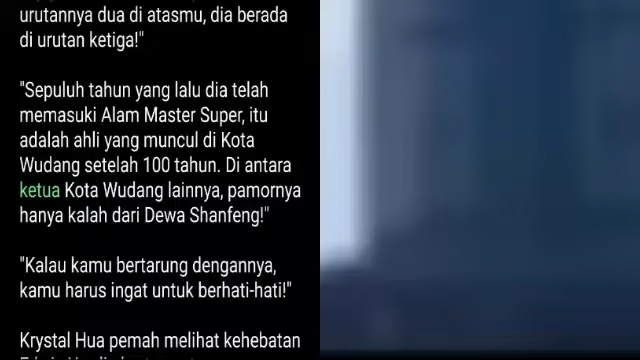 urutannya dua di atasmu, dia berada
di urutan ketiga!"
"Sepuluh tahun yang lalu dia telah
memasuki Alam Master Super, itu
adalah ahli yang muncul di Kota
Wudang setelah 100 tahun. Di antara
ketua Kota Wudang lainnya, pamornya
hanya kalah dari Dewa Shanfeng!"
"Kalau kamu bertarung dengannya,
kamu harus ingat untuk berhati-hati!"
Krystal Hua pernah melihat kehebatan